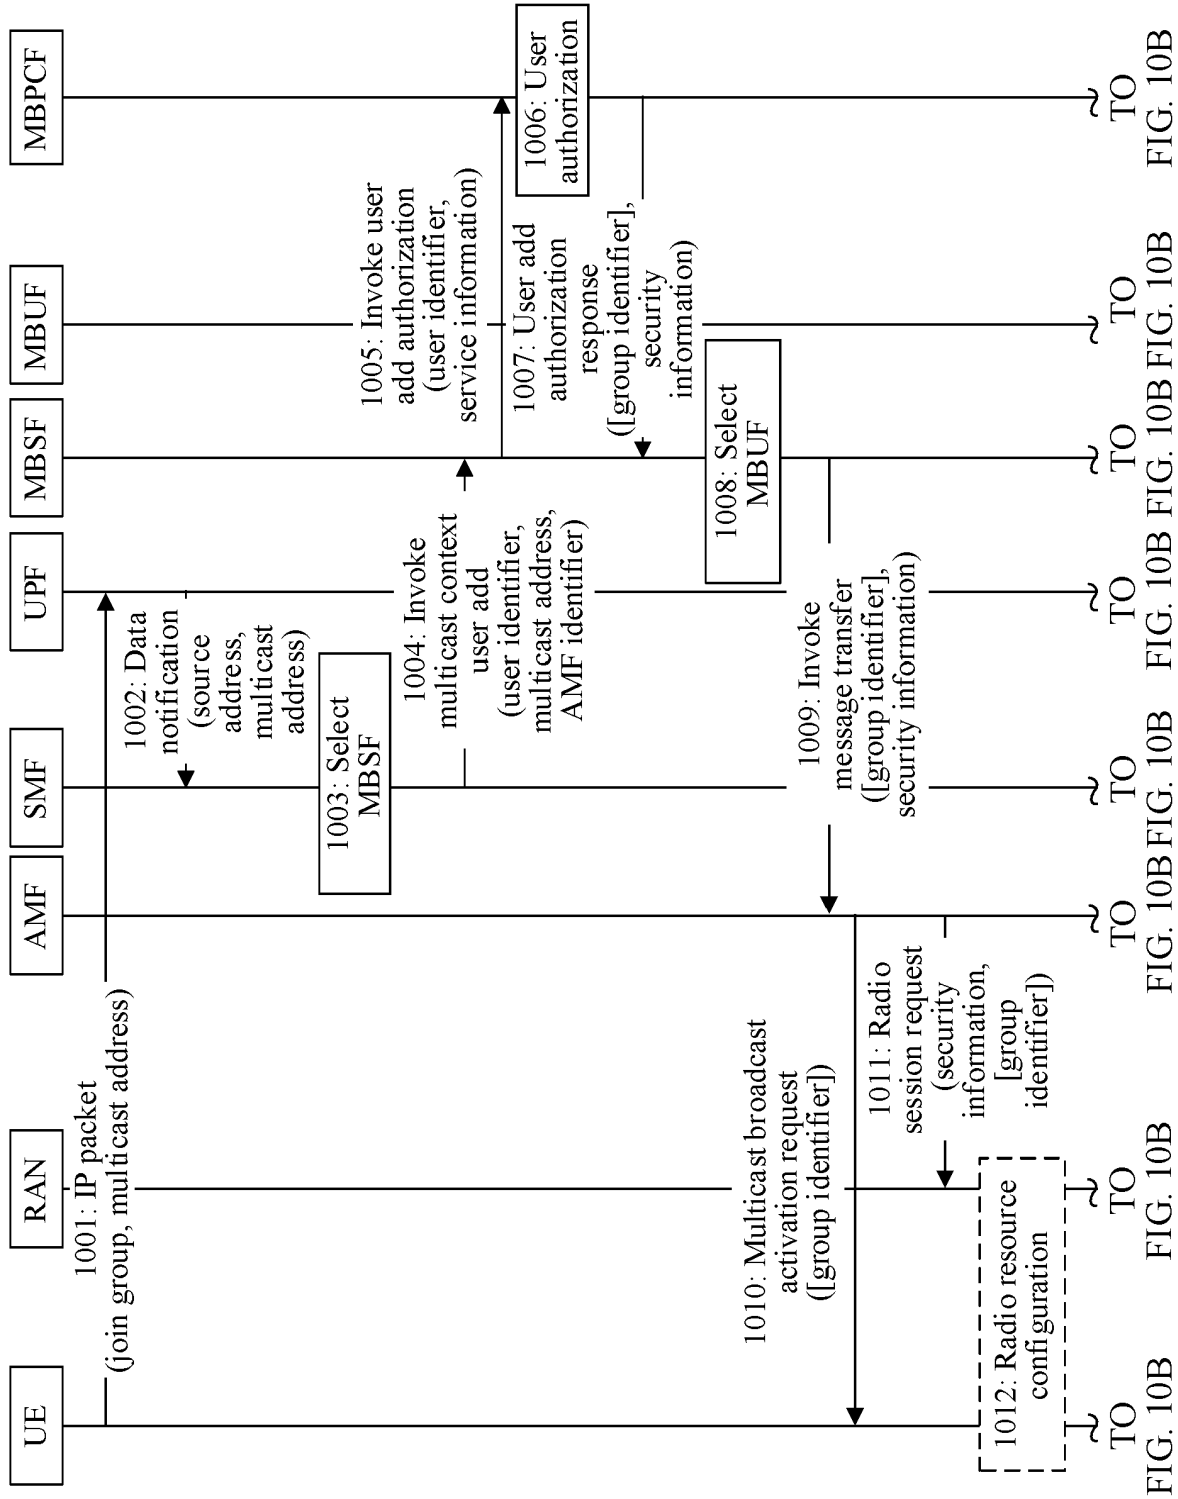 UE
RAN
AMF
SMF
UPF
MBSF
MBUF
MBPCF
1001: IP packet
(join group, multicast address)
1002: Data
notification
(source
address,
multicast
address)
1003: Select
MBSF
1004: Invoke
multicast context
user add
(user identifier,
multicast address,
AMF identifier)
1005: Invoke user
add authorization
(user identifier,
service information)
1006: User
authorization
1007: User add
authorization
response
([group identifier],
security
information)
1008: Select
MBUF
1009: Invoke
message transfer
([group identifier],
security information)
1010: Multicast broadcast
activation request
([group identifier])
1011: Radio
session request
(security
information,
[group
identifier])
1012: Radio resource
configuration
TO
FIG. 10B
TO
FIG. 10B
TO
FIG. 10B
TO
FIG. 10B
TO
FIG. 10B
TO
FIG. 10B
TO
FIG. 10B
TO
FIG. 10B